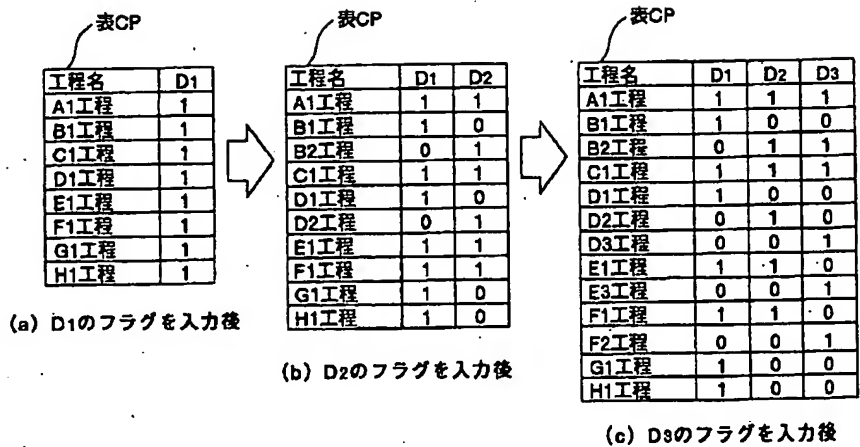 表CP
工程名 D1
A1工程 1
B1工程 1
C1工程 1
D1工程 1
E1工程 1
F1工程 1
G1工程 1
H1工程 1
(a) D1のフラグを入力後
表CP
工程名 D1 D2
A1工程 1 1
B1工程 1 0
B2工程 0 1
C1工程 1 1
D1工程 1 0
D2工程 0 1
E1工程 1 1
F1工程 1 1
G1工程 1 0
H1工程 1 0
(b) D2のフラグを入力後
表CP
工程名 D1 D2 D3
A1工程 1 1 1
B1工程 1 0 0
B2工程 0 1 1
C1工程 1 1 1
D1工程 1 0 0
D2工程 0 1 0
D3工程 0 0 1
E1工程 1 1 0
E3工程 0 0 1
F1工程 1 1 0
F2工程 0 0 1
G1工程 1 0 0
H1工程 1 0 0
(c) D3のフラグを入力後